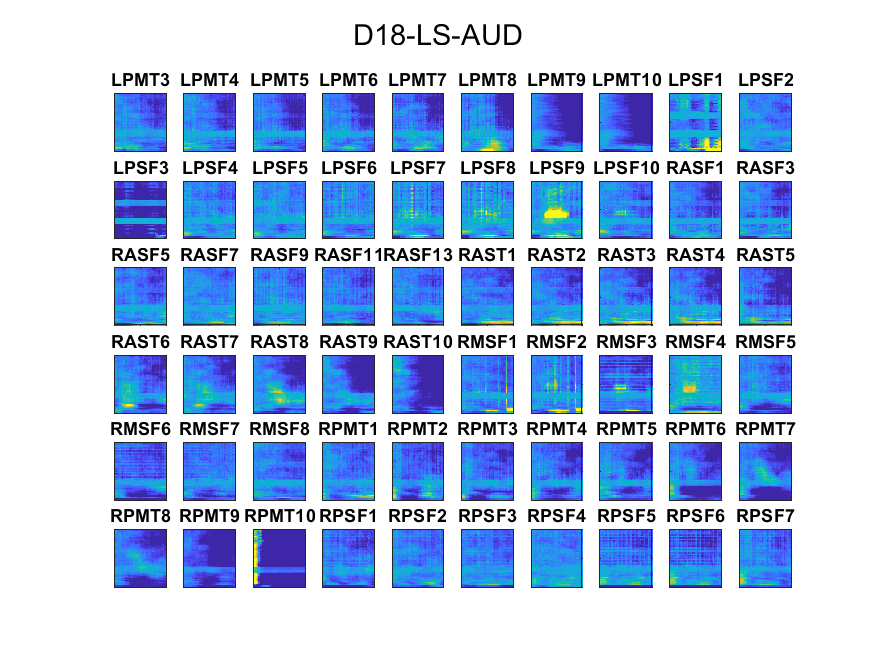 D18-LS-AUD
LPMT3 LPMT4 LPMT5 LPMT6 LPMT7 LPMT8 LPMT9 LPMT10 LPSF1 LPSF2
LPSF3 LPSF4 LPSF5 LPSF6 LPSF7 LPSF8 LPSF9 LPSF10 RASF1 RASF3
RASF5 RASF7 RASF9 RASF11 RASF13 RAST1 RAST2 RAST3 RAST4 RAST5
RAST6 RAST7 RAST8 RAST9 RAST10 RMSF1 RMSF2 RMSF3 RMSF4 RMSF5
RMSF6 RMSF7 RMSF8 RPMT1 RPMT2 RPMT3 RPMT4 RPMT5 RPMT6 RPMT7
RPMT8 RPMT9 RPMT10 RPSF1 RPSF2 RPSF3 RPSF4 RPSF5 RPSF6 RPSF7